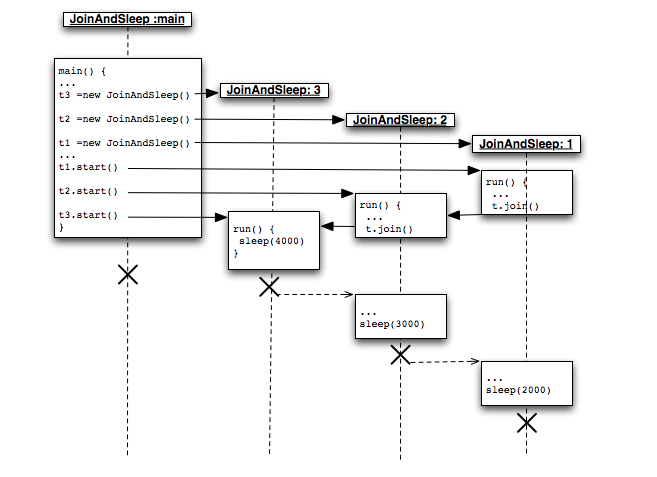 JoinAndSleep :main
main() {
...
t3 =new JoinAndSleep()
t2 =new JoinAndSleep()
t1 =new JoinAndSleep()
...
t1.start()
t2.start()
t3.start()
}
JoinAndSleep: 3
JoinAndSleep: 2
JoinAndSleep: 1
run() {
...
t.join()
run() {
...
t.join()
run() {
sleep(4000)
}
...
sleep(3000)
...
sleep(2000)